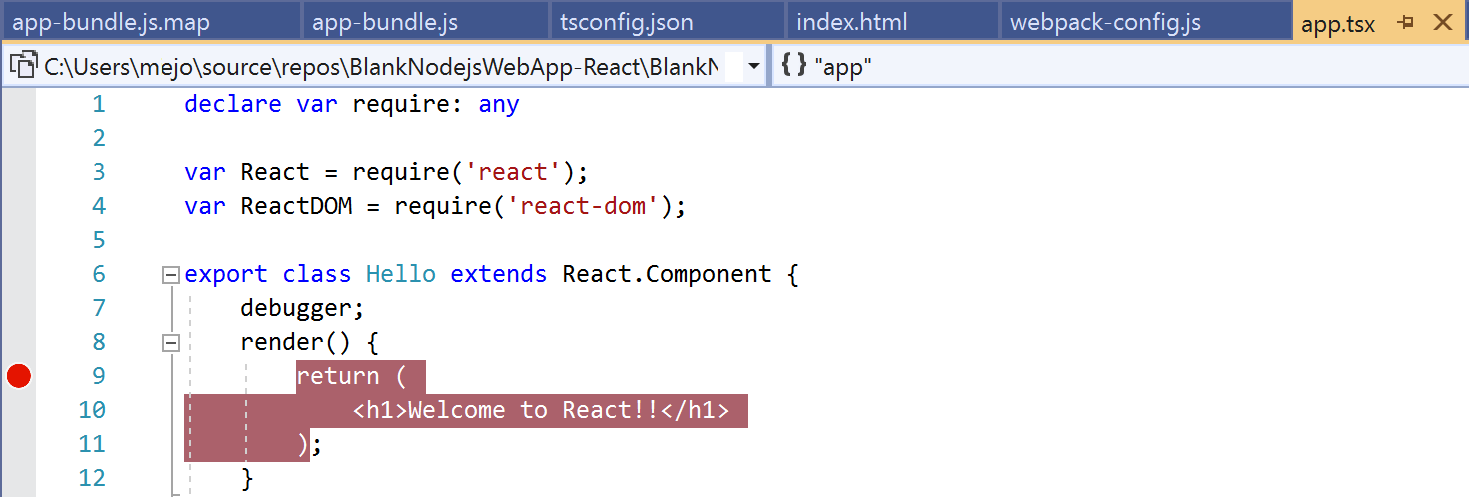 app-bundle.js.map app-bundle.js tsconfig.json index.html webpack-config.js app.tsx
C:\Users\mejo\source\repos\BlankNodejsWebApp-React\BlankN {} "app"
1 declare var require: any
2
3 var React = require('react');
4 var ReactDOM = require('react-dom');
5
6 export class Hello extends React.Component {
7 debugger;
8 render() {
9 return (
10 <h1>Welcome to React!!</h1>
11 );
12 }